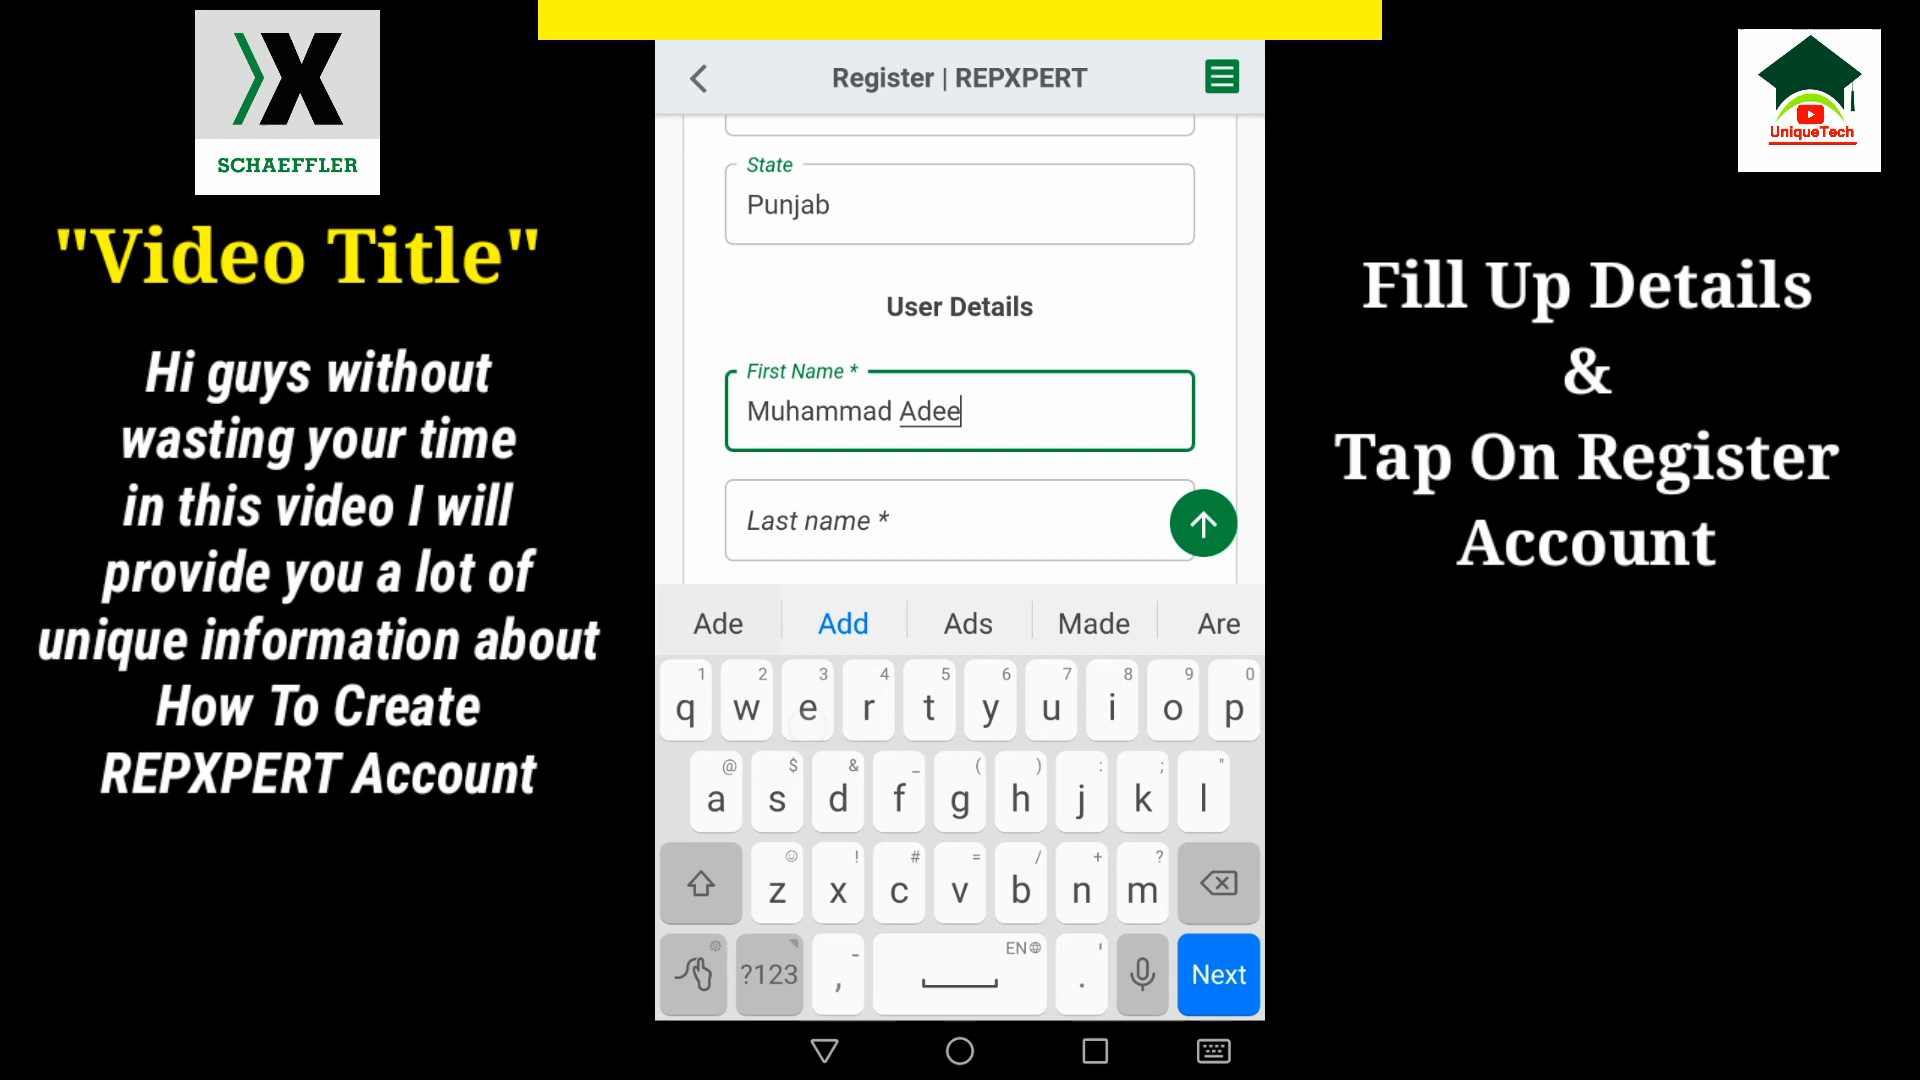 SCHAEFFLER
"Video Title"
Hi guys without
wasting your time
in this video I will
provide you a lot of
unique information about
How To Create
REPXPERT Account
Register | REPXPERT
State
Punjab
User Details
First Name *
Muhammad Adee
Last name *
Ade Add Ads Made Are
1 2 3 4 5 6 7 8 9 0
q w e r t y u i o p
@ $ & _ ( ) : ; "
a s d f g h j k l
! # = / + ?
z x c v b n m
- EN '
?123 , . Next
UniqueTech
Fill Up Details
&
Tap On Register
Account